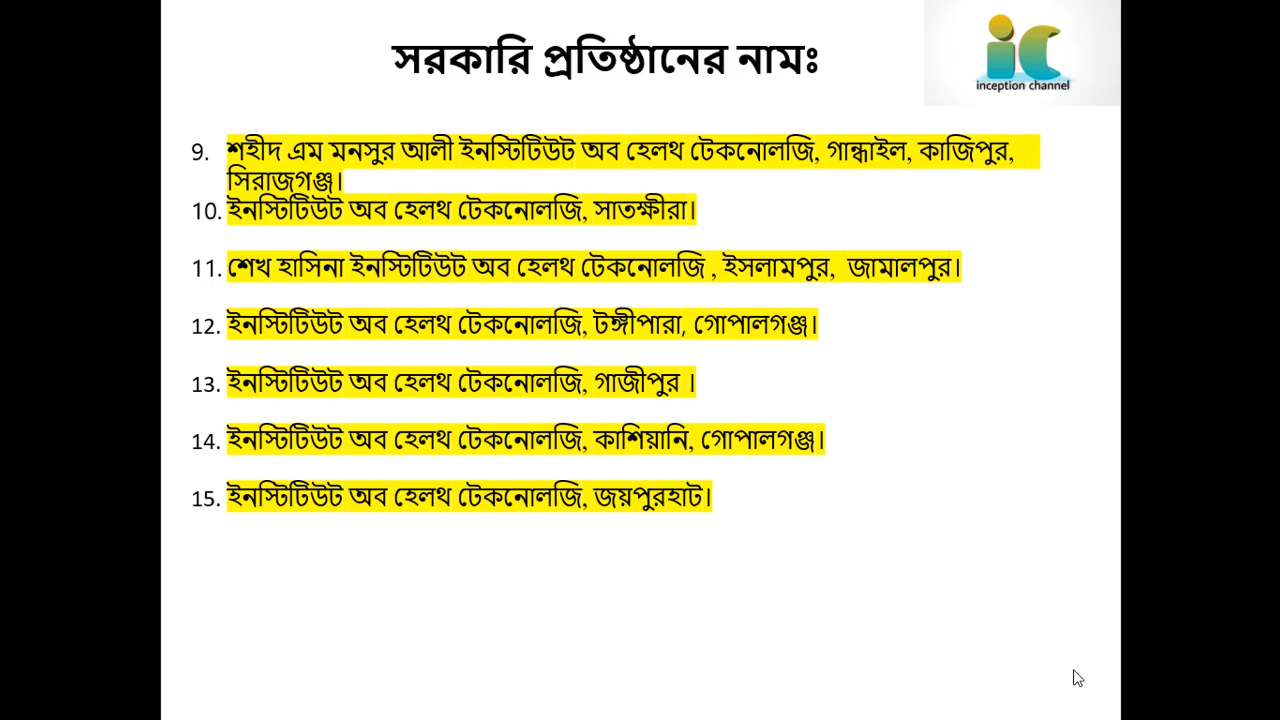 সরকারি প্রতিষ্ঠানের নামঃ
ic
inception channel
9. শহীদ এম মনসুর আলী ইনস্টিটিউট অব হেলথ টেকনোলজি, গান্ধাইল, কাজিপুর,
সিরাজগঞ্জ।
10. ইনস্টিটিউট অব হেলথ টেকনোলজি, সাতক্ষীরা।
11. শেখ হাসিনা ইনস্টিটিউট অব হেলথ টেকনোলজি , ইসলামপুর, জামালপুর।
12. ইনস্টিটিউট অব হেলথ টেকনোলজি, টঙ্গীপারা, গোপালগঞ্জ।
13. ইনস্টিটিউট অব হেলথ টেকনোলজি, গাজীপুর ।
14. ইনস্টিটিউট অব হেলথ টেকনোলজি, কাশিয়ানি, গোপালগঞ্জ।
15. ইনস্টিটিউট অব হেলথ টেকনোলজি, জয়পুরহাট।